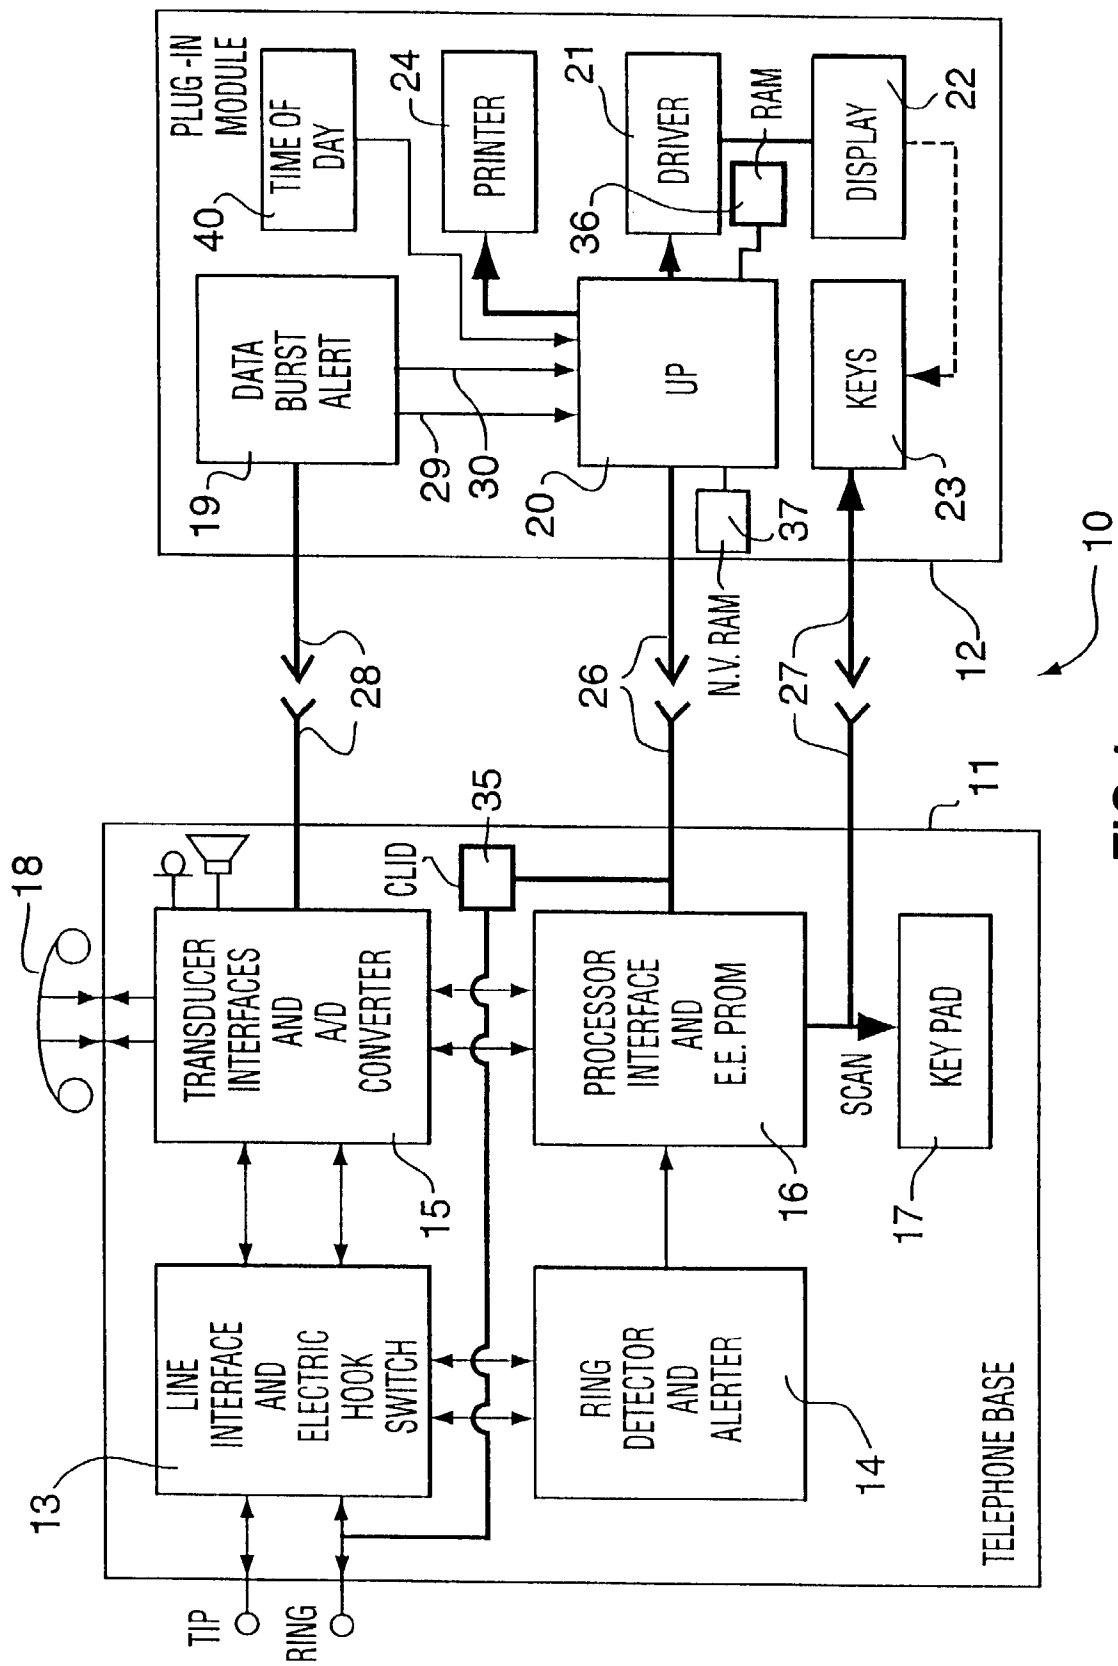 PLUG-IN
MODULE
40
TIME OF
DAY
24
PRINTER
21
DRIVER
36
RAM
22
DISPLAY
19
DATA
BURST
ALERT
29
30
20
UP
37
N.V. RAM
23
KEYS
12
10
28
26
27
18
11
35
CLID
TRANSDUCER
INTERFACES
AND
A/D
CONVERTER
15
PROCESSOR
INTERFACE
AND
E.E. PROM
16
SCAN
KEY PAD
17
13
LINE
INTERFACE
AND
ELECTRIC
HOOK
SWITCH
RING
DETECTOR
AND
ALERTER
14
TIP
RING
TELEPHONE BASE